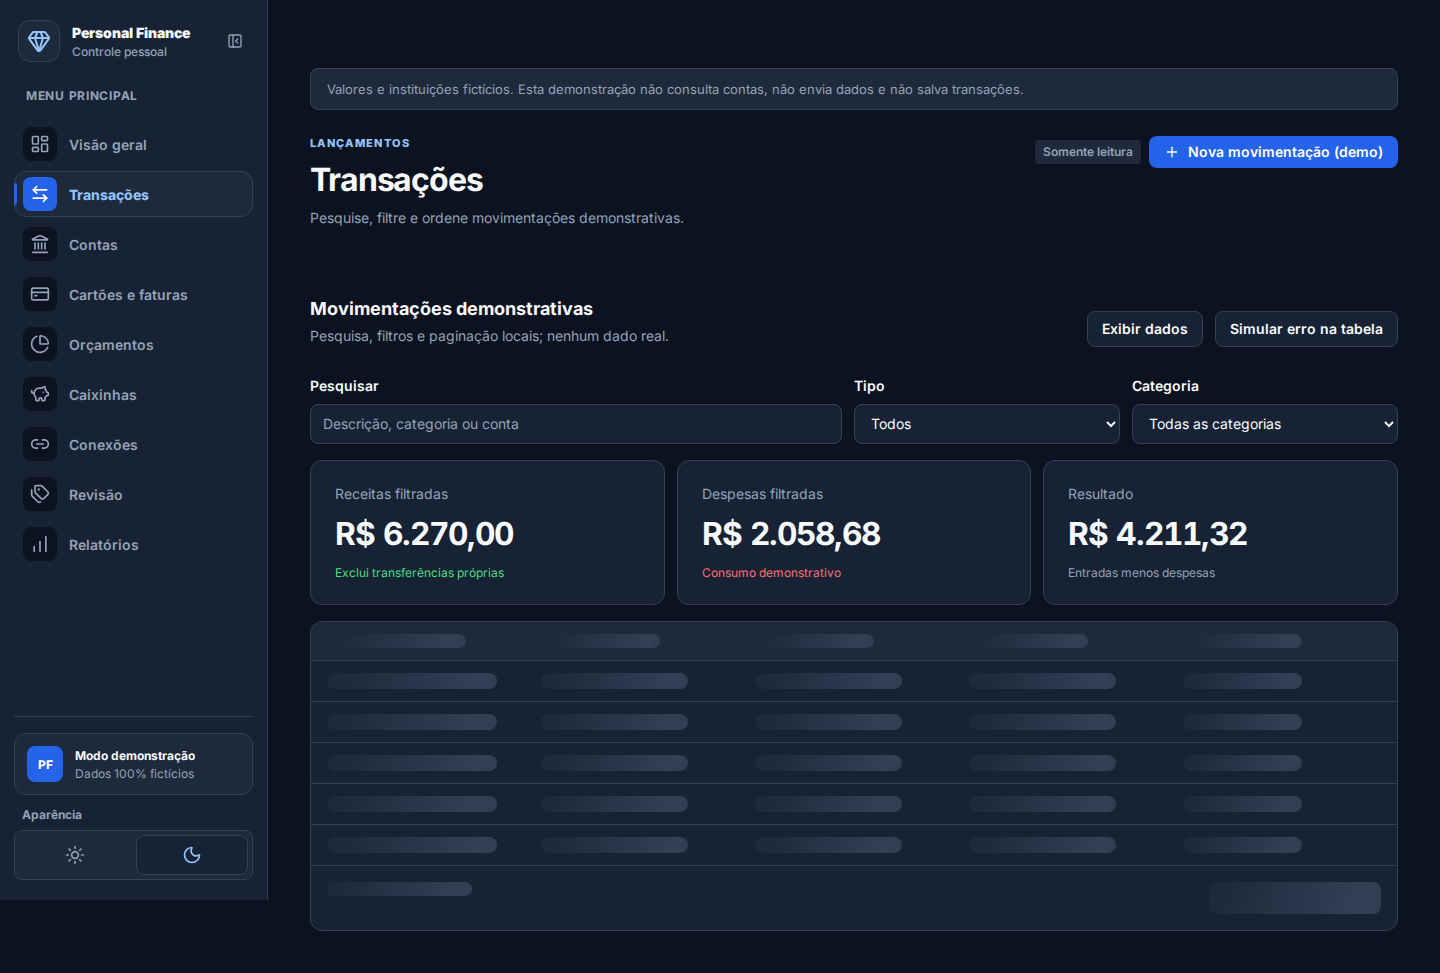 Personal Finance
Controle pessoal
MENU PRINCIPAL
Visão geral
Transações
Contas
Cartões e faturas
Orçamentos
Caixinhas
Conexões
Revisão
Relatórios
PF
Modo demonstração
Dados 100% fictícios
Aparência
Valores e instituições fictícios. Esta demonstração não consulta contas, não envia dados e não salva transações.
LANÇAMENTOS
Transações
Pesquise, filtre e ordene movimentações demonstrativas.
Somente leitura
Nova movimentação (demo)
Movimentações demonstrativas
Pesquisa, filtros e paginação locais; nenhum dado real.
Exibir dados
Simular erro na tabela
Pesquisar
Descrição, categoria ou conta
Tipo
Todos
Categoria
Todas as categorias
Receitas filtradas
R$ 6.270,00
Exclui transferências próprias
Despesas filtradas
R$ 2.058,68
Consumo demonstrativo
Resultado
R$ 4.211,32
Entradas menos despesas